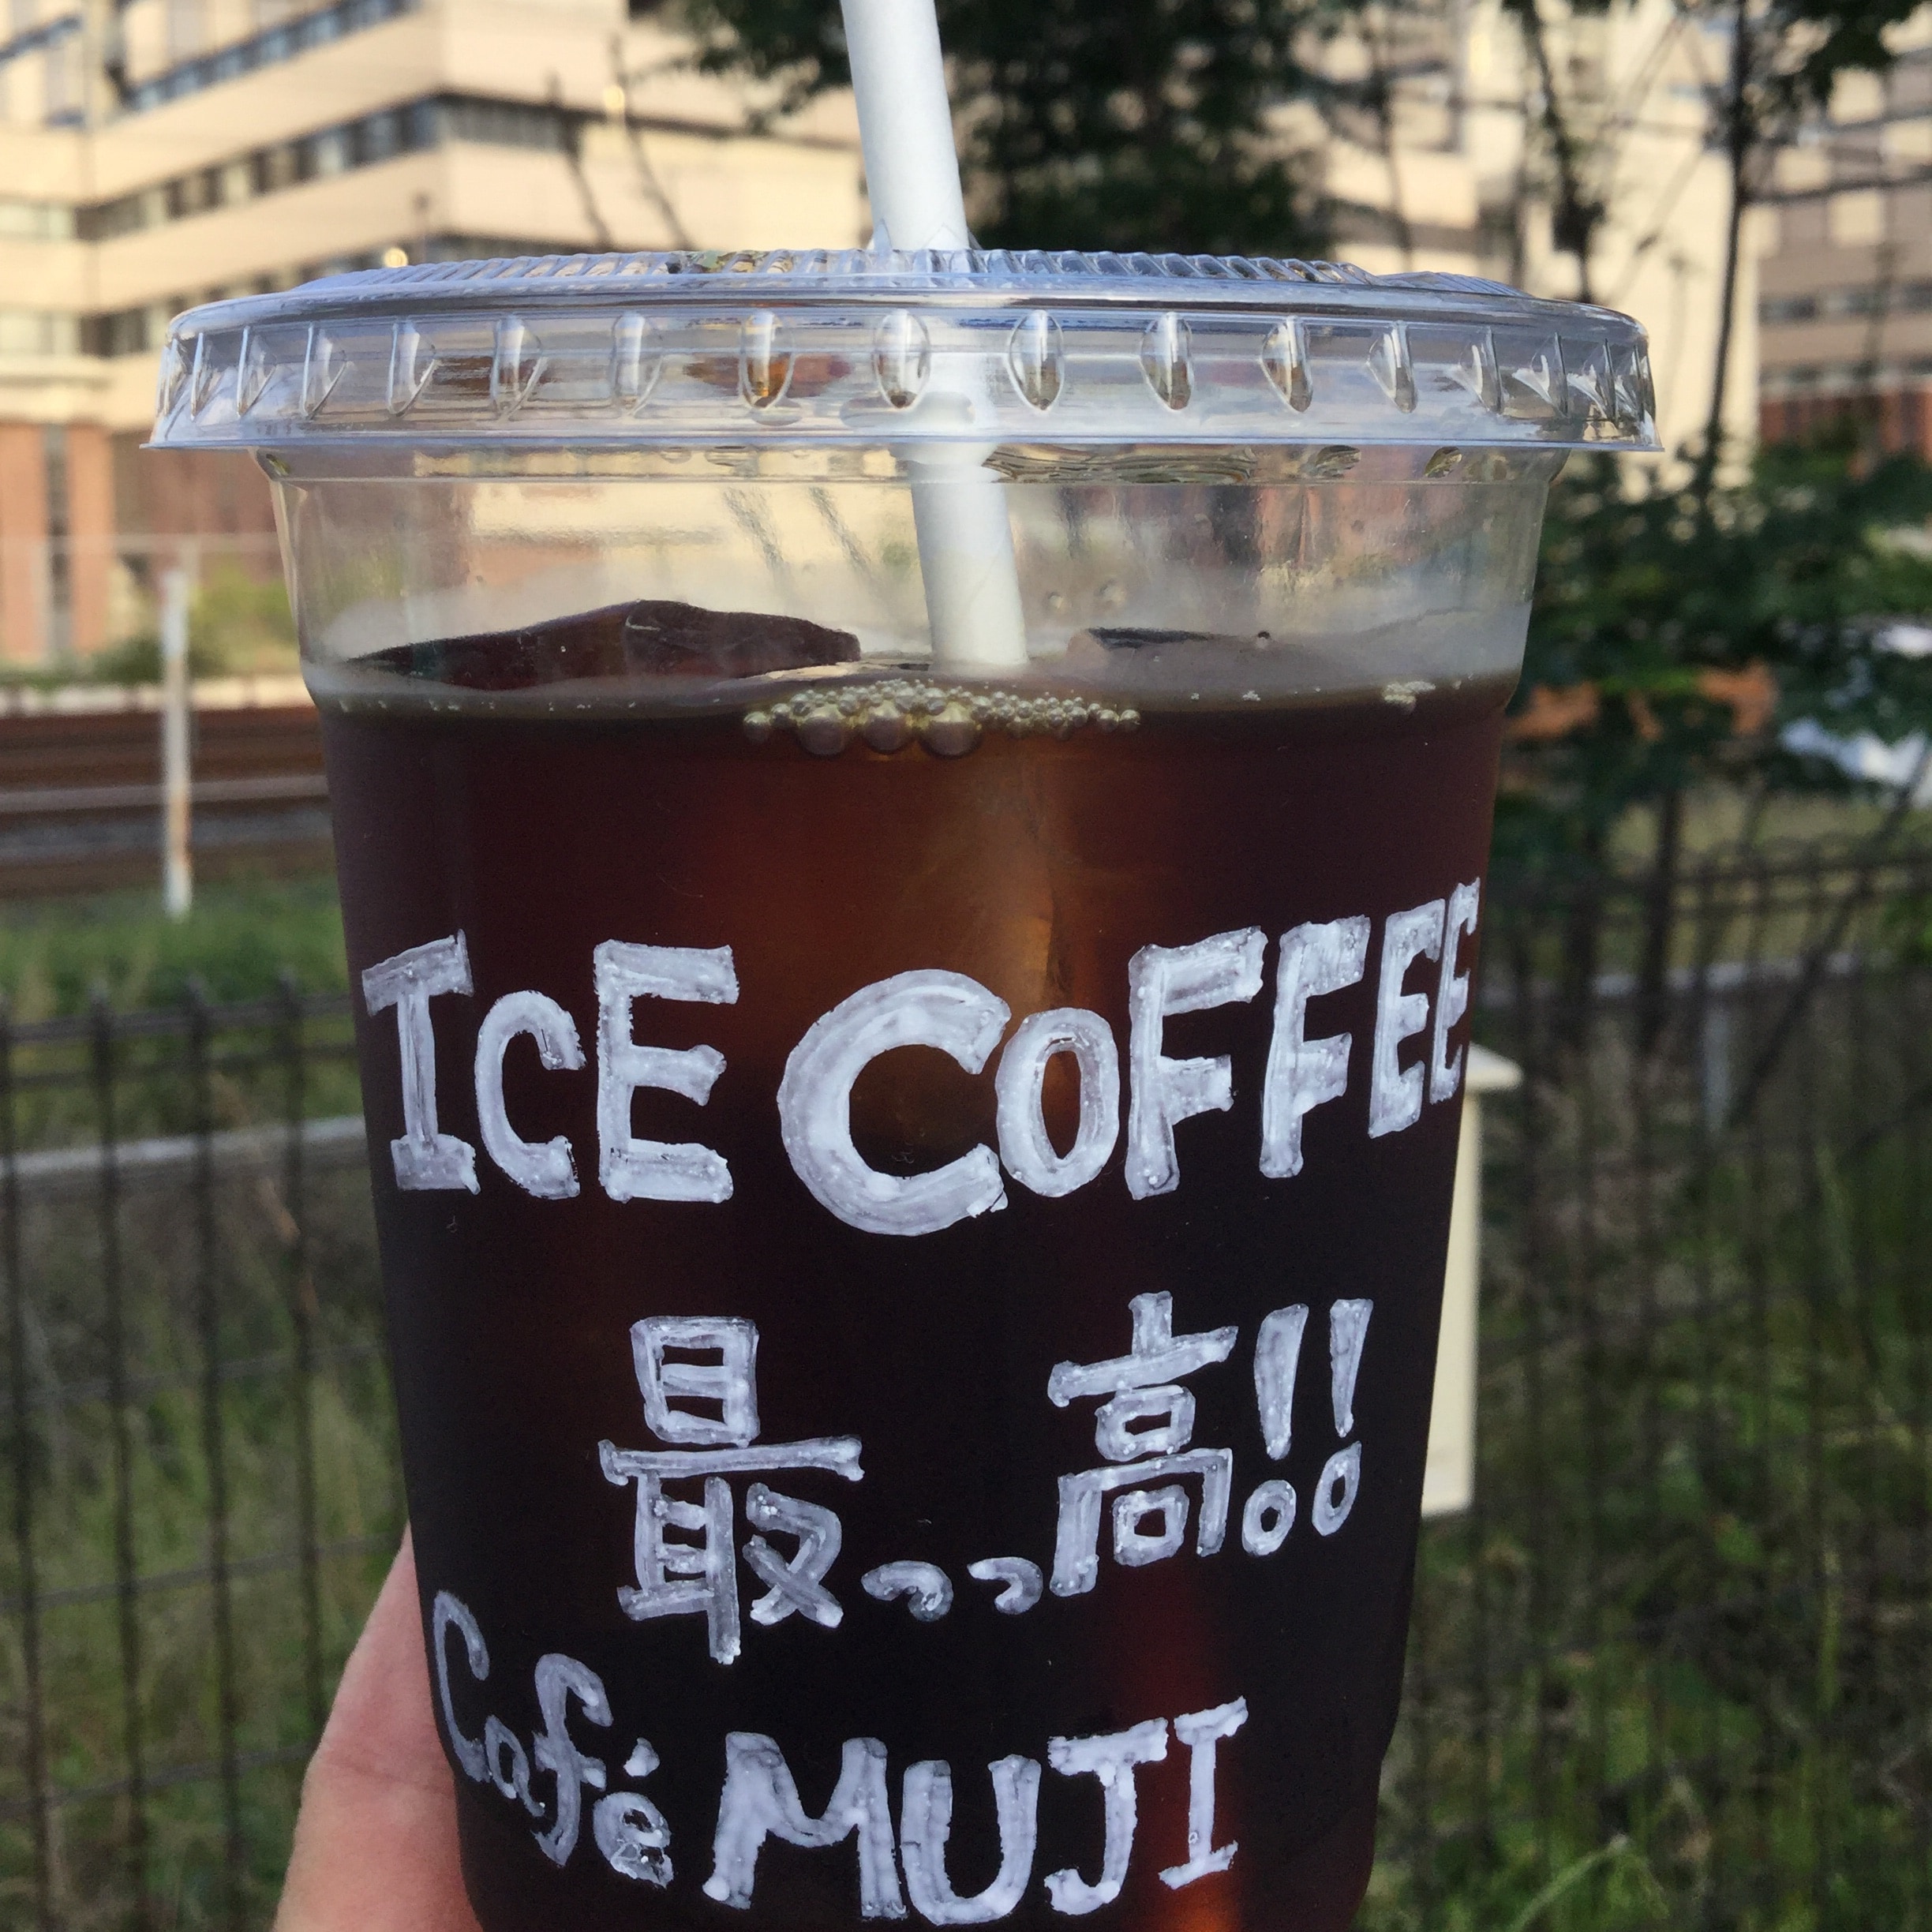 ICE COFFEE
最っっ高!!
Café MUJI